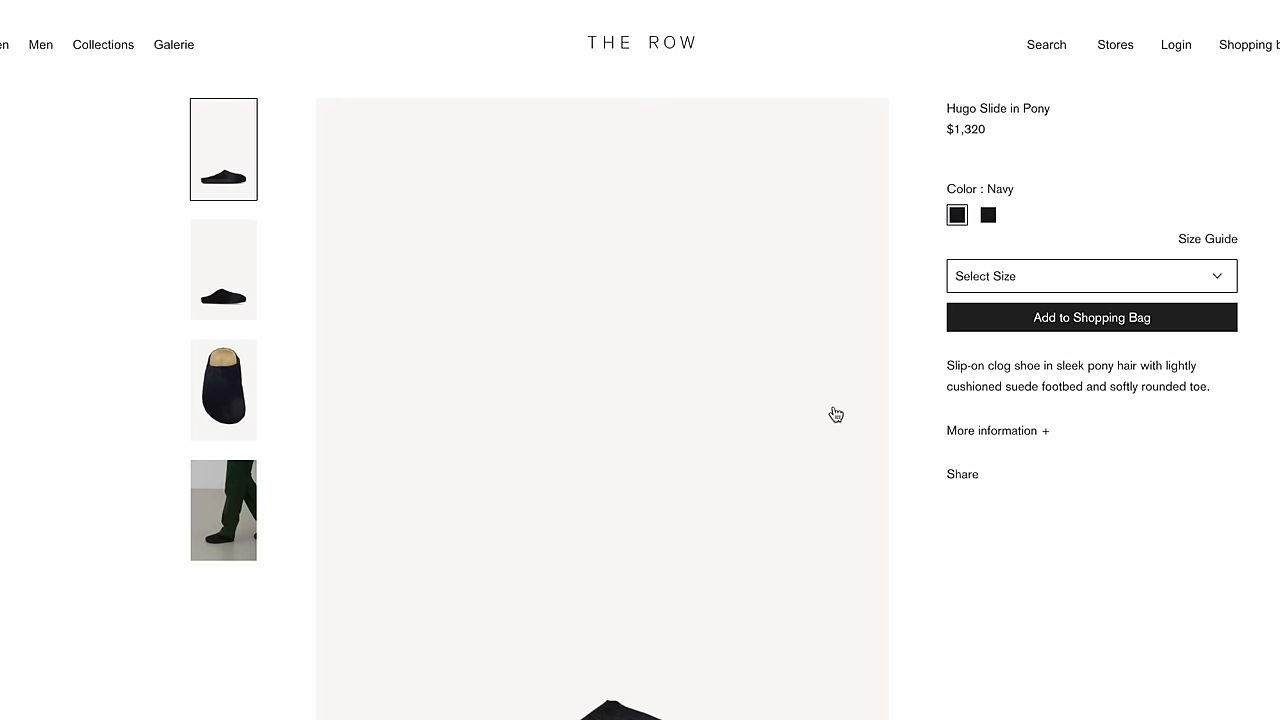 en Men Collections Galerie THE ROW Search Stores Login Shopping b
Hugo Slide in Pony
$1,320
Color : Navy
Size Guide
Select Size
Add to Shopping Bag
Slip-on clog shoe in sleek pony hair with lightly
cushioned suede footbed and softly rounded toe.
More information +
Share